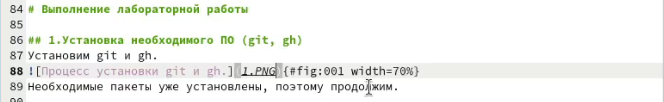 84 # Выполнение лабораторной работы
85
86 ## 1.Установка необходимого ПО (git, gh)
87 Установим git и gh.
88 ![Процесс установки git и gh.](1.PNG){#fig:001 width=70%}
89 Необходимые пакеты уже установлены, поэтому продолжим.
90